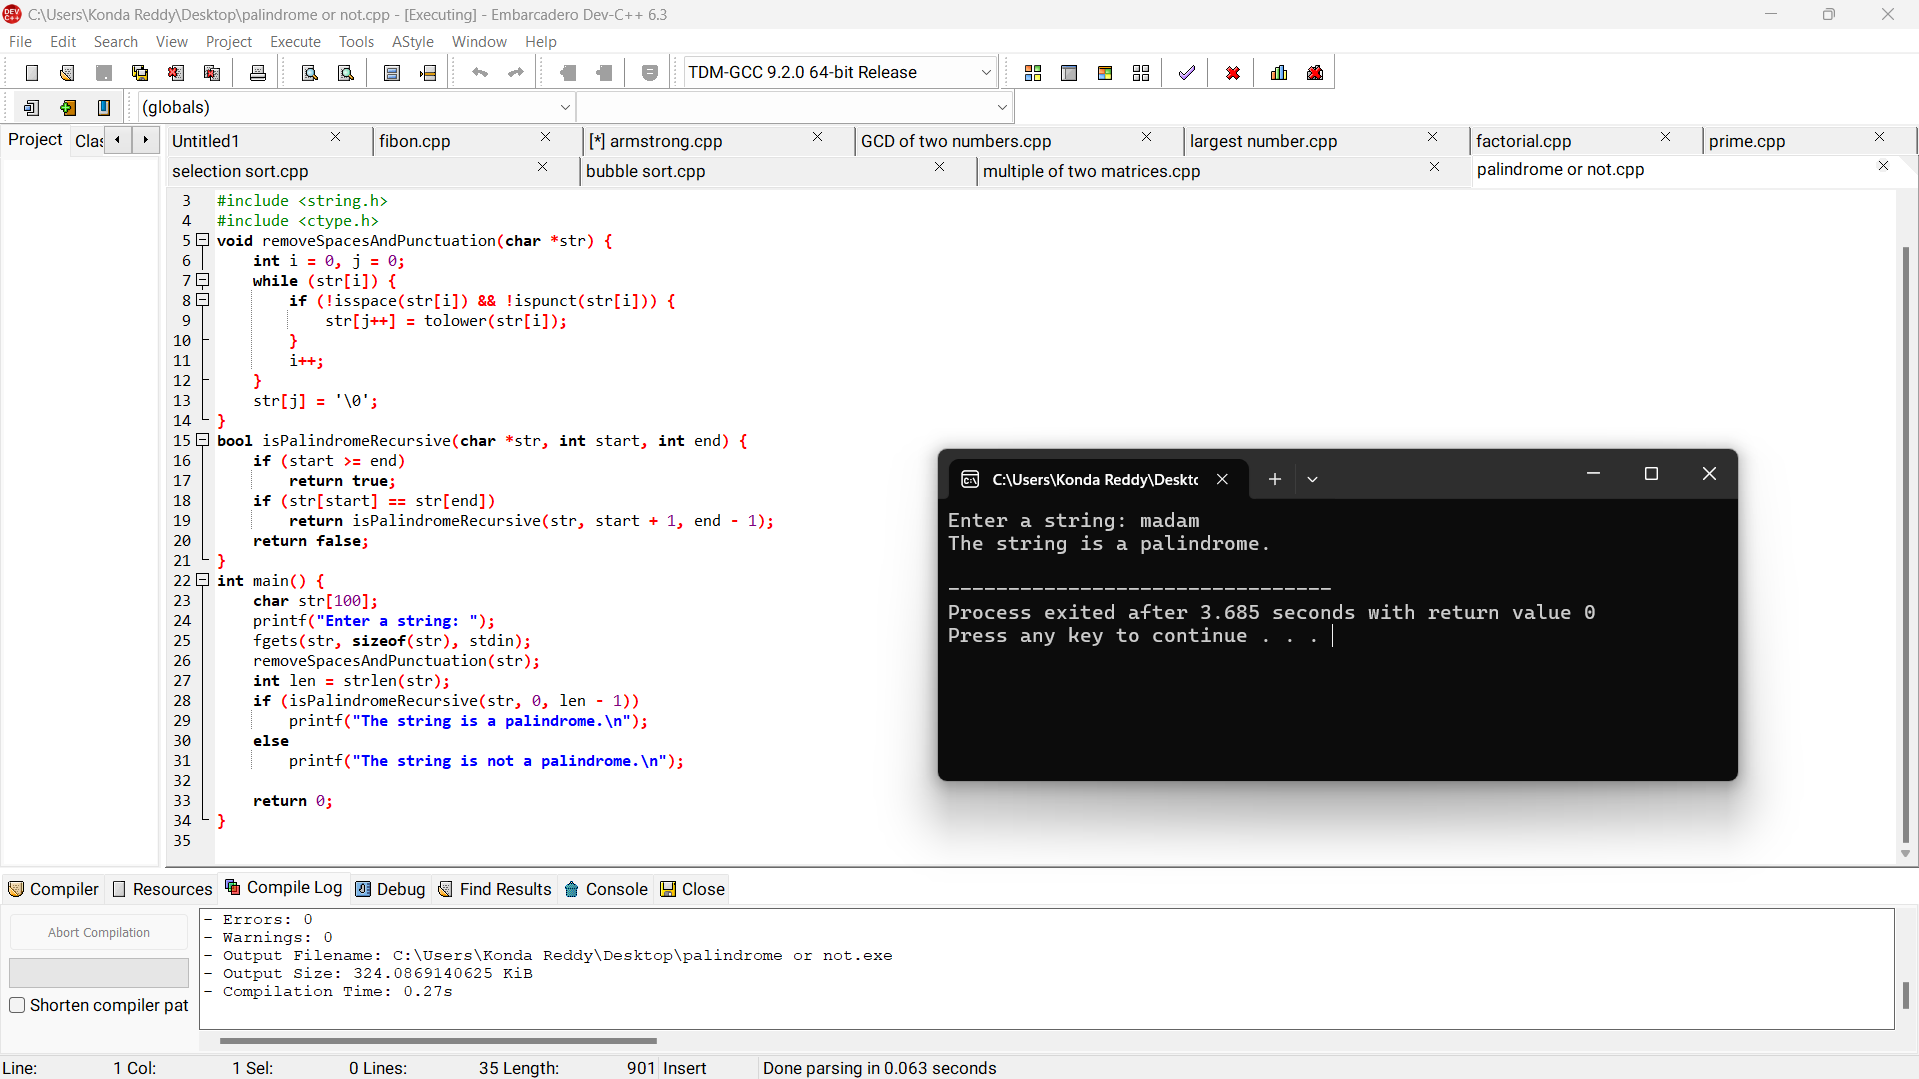 C:\Users\Konda Reddy\Desktop\palindrome or not.cpp - [Executing] - Embarcadero Dev-C++ 6.3
File Edit Search View Project Execute Tools AStyle Window Help
TDM-GCC 9.2.0 64-bit Release
(globals)
Project Clas
Untitled1 fibon.cpp [*] armstrong.cpp GCD of two numbers.cpp largest number.cpp factorial.cpp prime.cpp
selection sort.cpp bubble sort.cpp multiple of two matrices.cpp palindrome or not.cpp
3 #include <string.h>
4 #include <ctype.h>
5 void removeSpacesAndPunctuation(char *str) {
6     int i = 0, j = 0;
7     while (str[i]) {
8         if (!isspace(str[i]) && !ispunct(str[i])) {
9             str[j++] = tolower(str[i]);
10         }
11         i++;
12     }
13     str[j] = '\0';
14 }
15 bool isPalindromeRecursive(char *str, int start, int end) {
16     if (start >= end)
17         return true;
18     if (str[start] == str[end])
19         return isPalindromeRecursive(str, start + 1, end - 1);
20     return false;
21 }
22 int main() {
23     char str[100];
24     printf("Enter a string: ");
25     fgets(str, sizeof(str), stdin);
26     removeSpacesAndPunctuation(str);
27     int len = strlen(str);
28     if (isPalindromeRecursive(str, 0, len - 1))
29         printf("The string is a palindrome.\n");
30     else
31         printf("The string is not a palindrome.\n");
32
33     return 0;
34 }
35
C:\Users\Konda Reddy\Deskto
Enter a string: madam
The string is a palindrome.
--------------------------------
Process exited after 3.685 seconds with return value 0
Press any key to continue . . .
Compiler Resources Compile Log Debug Find Results Console Close
Abort Compilation
Shorten compiler pat
- Errors: 0
- Warnings: 0
- Output Filename: C:\Users\Konda Reddy\Desktop\palindrome or not.exe
- Output Size: 324.0869140625 KiB
- Compilation Time: 0.27s
Line: 1 Col: 1 Sel: 0 Lines: 35 Length: 901 Insert Done parsing in 0.063 seconds